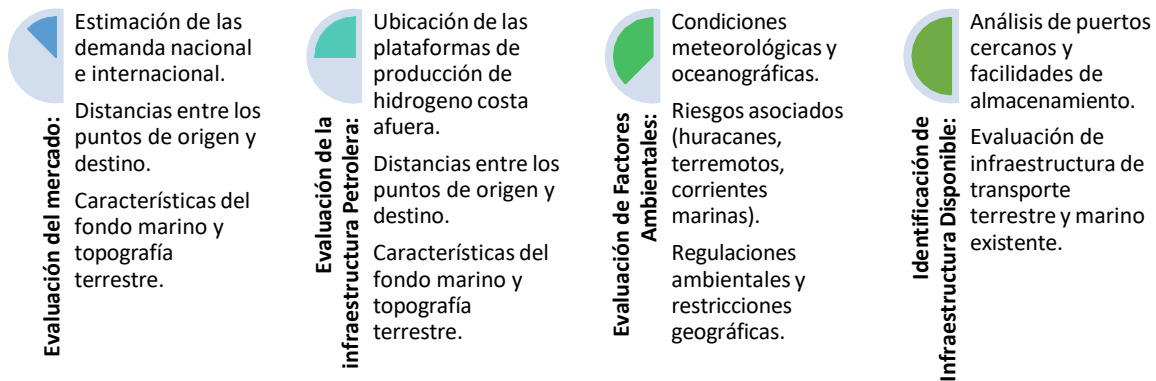 Evaluación del mercado:
Estimación de las
demanda nacional
e internacional.
Distancias entre los
puntos de origen y
destino.
Características del
fondo marino y
topografía
terrestre.
Evaluación de la
infraestructura Petrolera:
Ubicación de las
plataformas de
producción de
hidrogeno costa
afuera.
Distancias entre los
puntos de origen y
destino.
Características del
fondo marino y
topografía
terrestre.
Evaluación de Factores
Ambientales:
Condiciones
meteorológicas y
oceanográficas.
Riesgos asociados
(huracanes,
terremotos,
corrientes
marinas).
Regulaciones
ambientales y
restricciones
geográficas.
Identificación de
Infraestructura Disponible:
Análisis de puertos
cercanos y
facilidades de
almacenamiento.
Evaluación de
infraestructura de
transporte
terrestre y marino
existente.